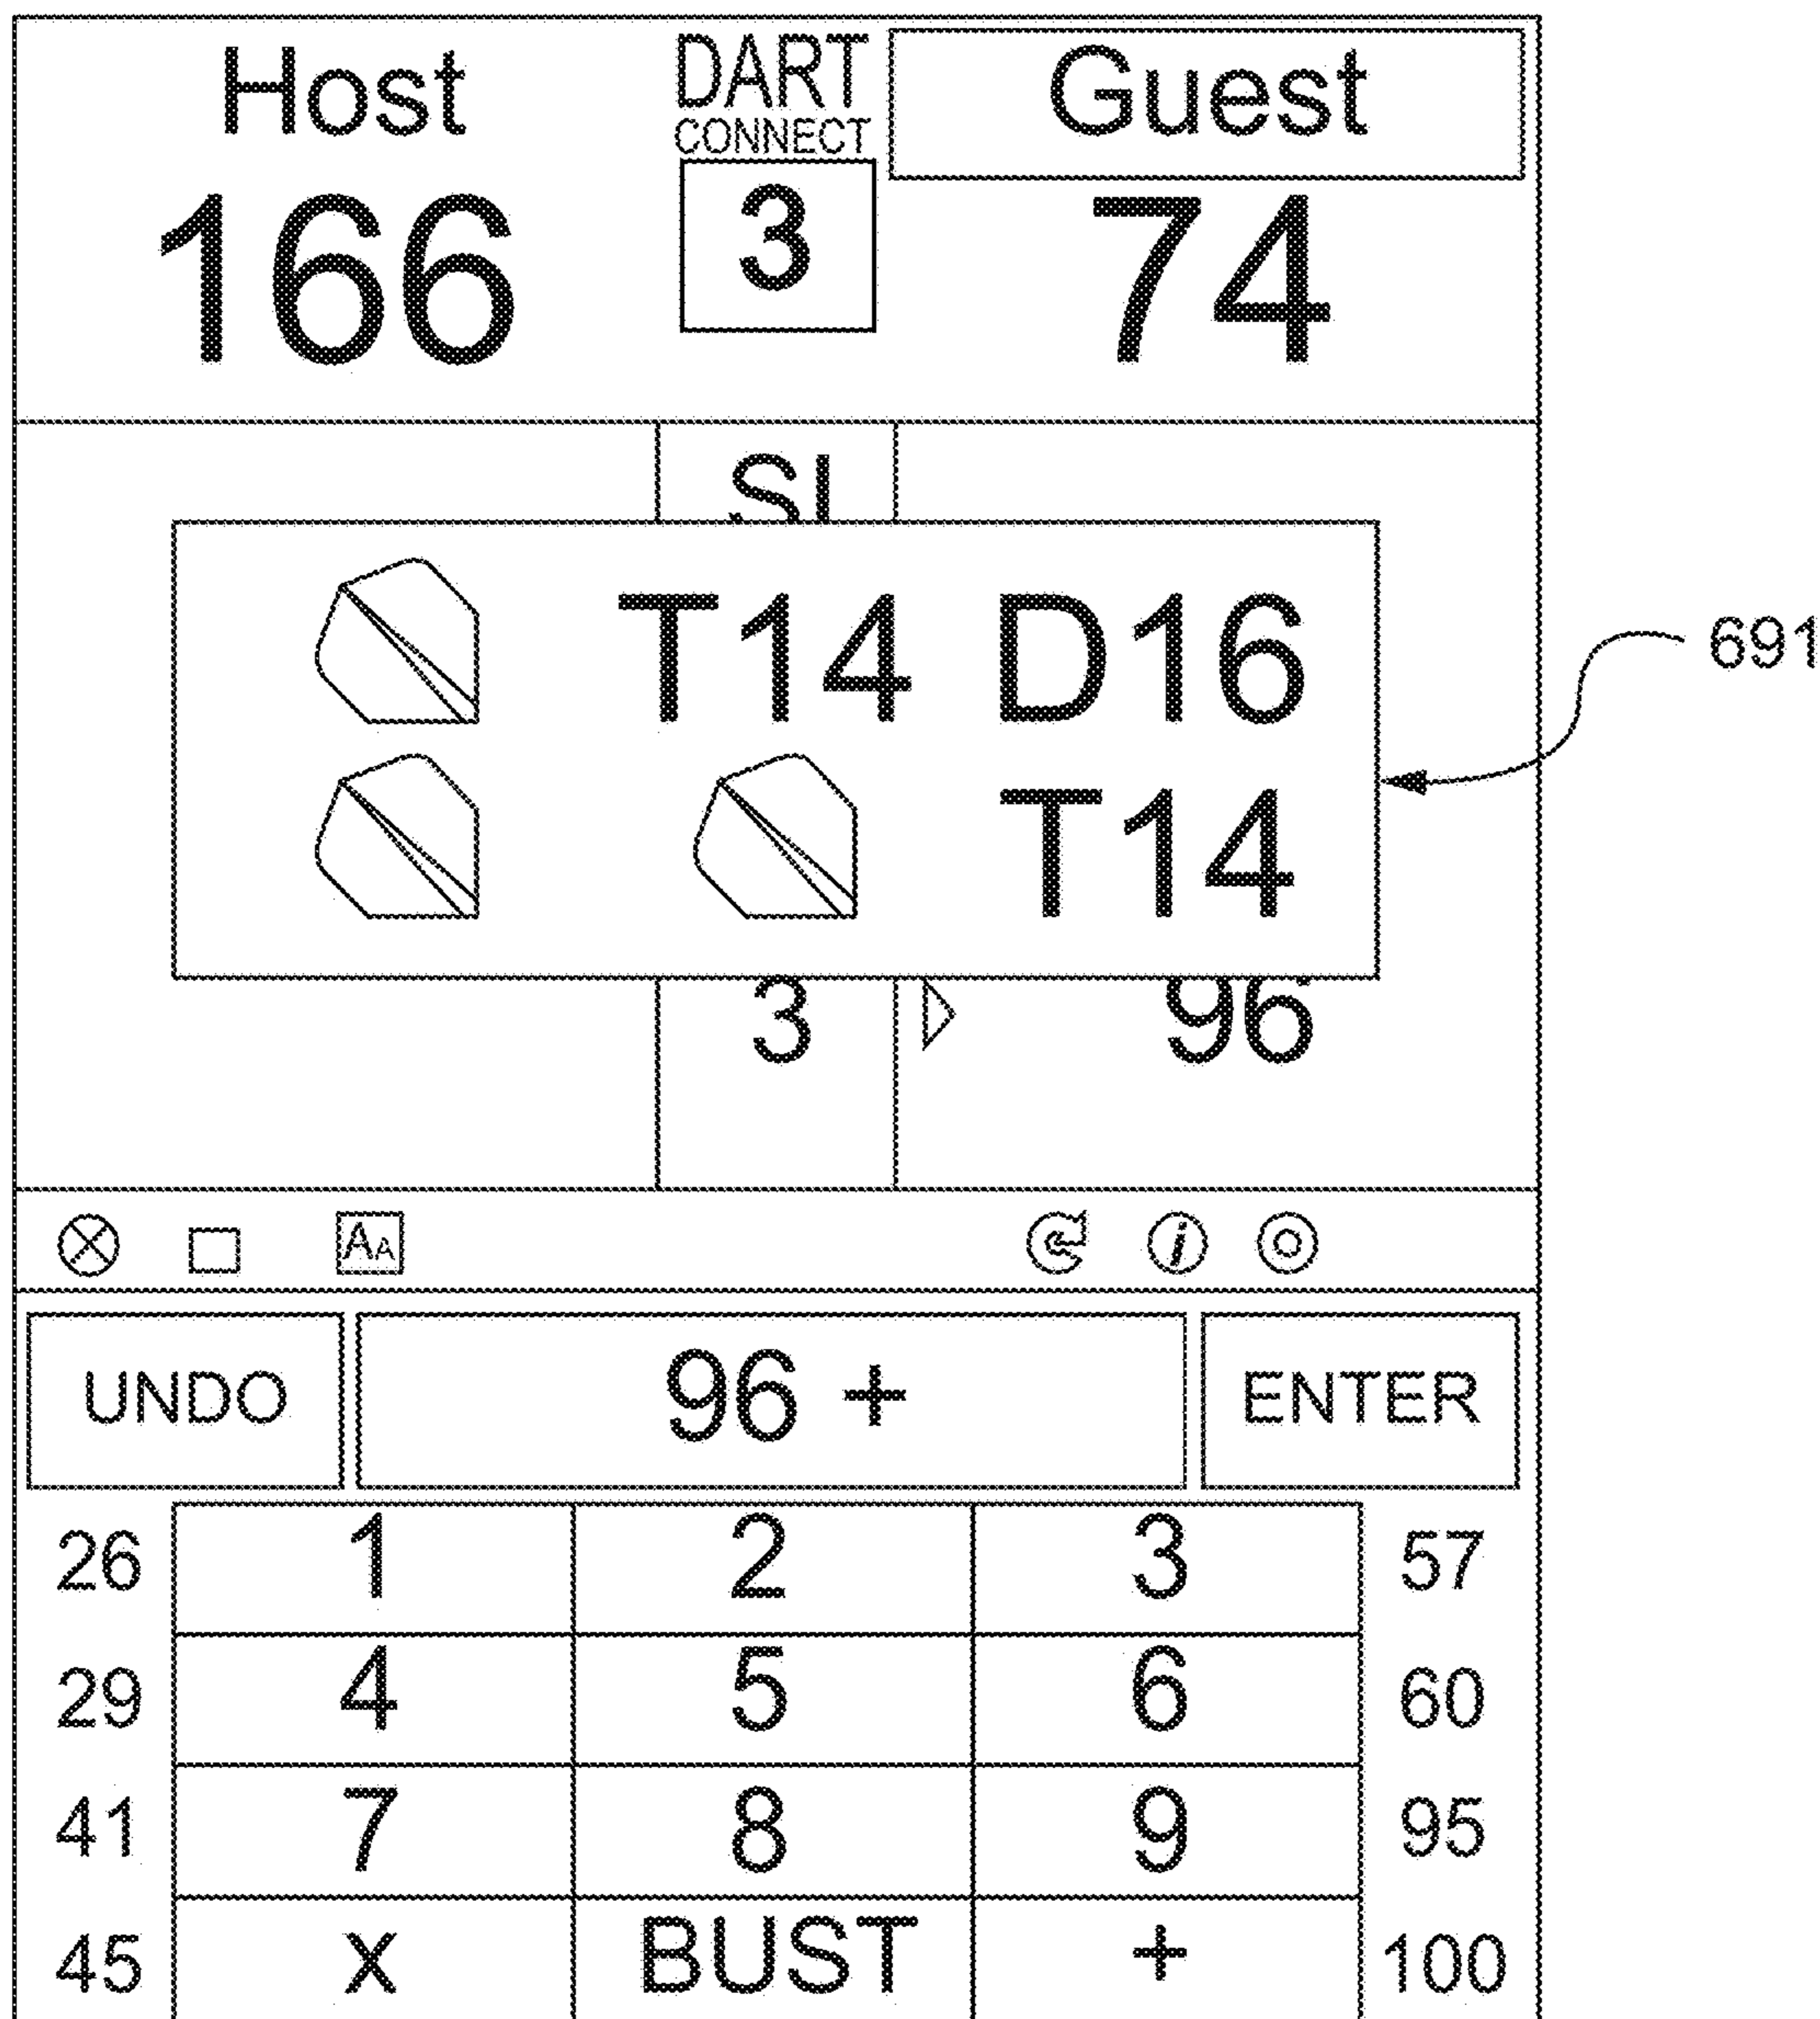 Host DART Guest
CONNECT
166 3 74
T14 D16
691
T14
3 96
AA i
UNDO 96 + ENTER
26 1 2 3 57
29 4 5 6 60
41 7 8 9 95
45 X BUST + 100